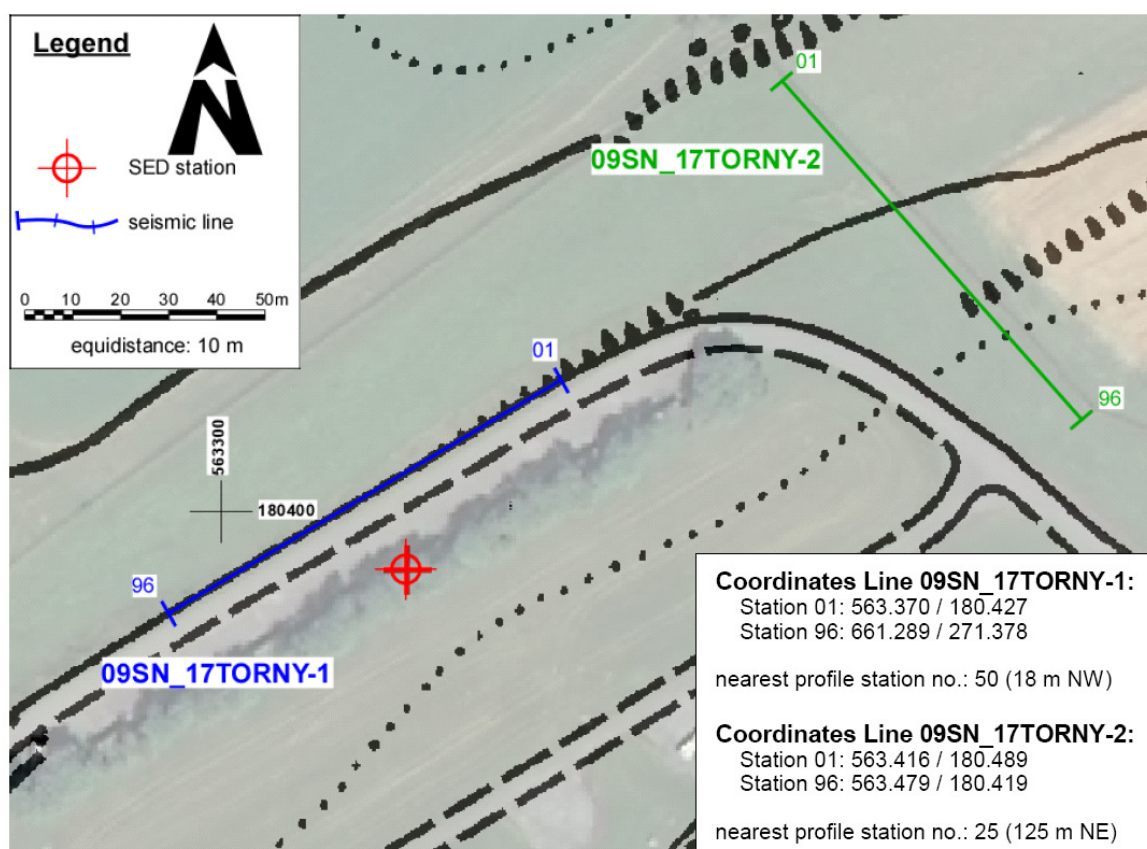 Legend
N
SED station
seismic line
0 10 20 30 40 50m
equidistance: 10 m
01
09SN_17TORNY-2
96
01
563300
180400
96
09SN_17TORNY-1
Coordinates Line 09SN_17TORNY-1:
Station 01: 563.370 / 180.427
Station 96: 661.289 / 271.378
nearest profile station no.: 50 (18 m NW)
Coordinates Line 09SN_17TORNY-2:
Station 01: 563.416 / 180.489
Station 96: 563.479 / 180.419
nearest profile station no.: 25 (125 m NE)